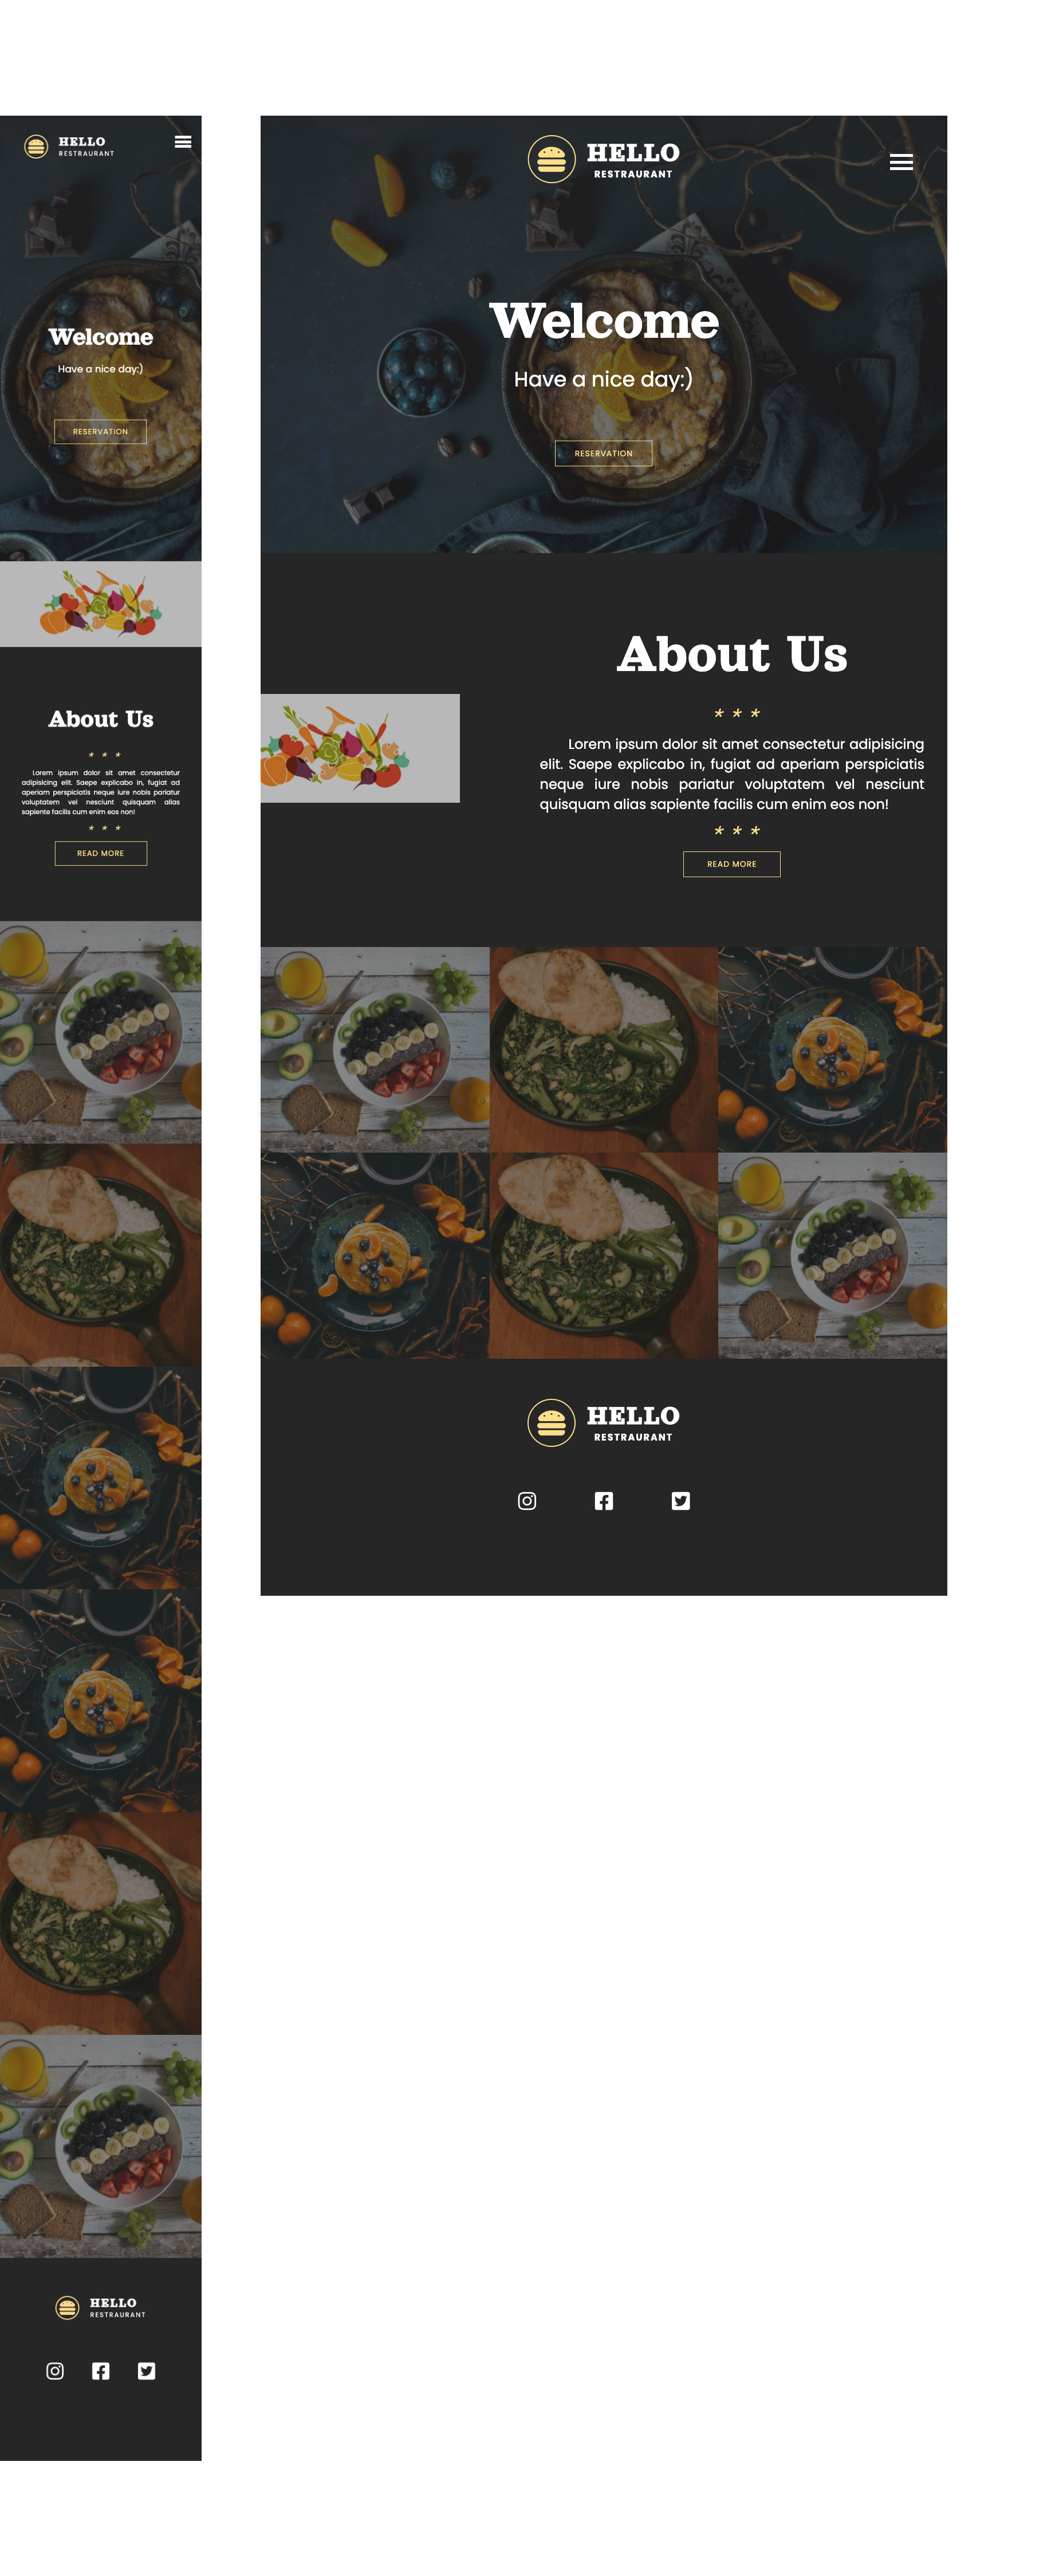 HELLO
RESTRAURANT
Welcome
Have a nice day:)
RESERVATION
About Us
* * *
Lorem ipsum dolor sit amet consectetur
adipisicing elit. Saepe explicabo in, fugiat ad
aperiam perspiciatis neque iure nobis pariatur
voluptatem vel nesciunt quisquam alias
sapiente facilis cum enim eos non!
* * *
READ MORE
HELLO
RESTRAURANT
HELLO
RESTRAURANT
Welcome
Have a nice day:)
RESERVATION
About Us
* * *
Lorem ipsum dolor sit amet consectetur adipisicing
elit. Saepe explicabo in, fugiat ad aperiam perspiciatis
neque iure nobis pariatur voluptatem vel nesciunt
quisquam alias sapiente facilis cum enim eos non!
* * *
READ MORE
HELLO
RESTRAURANT